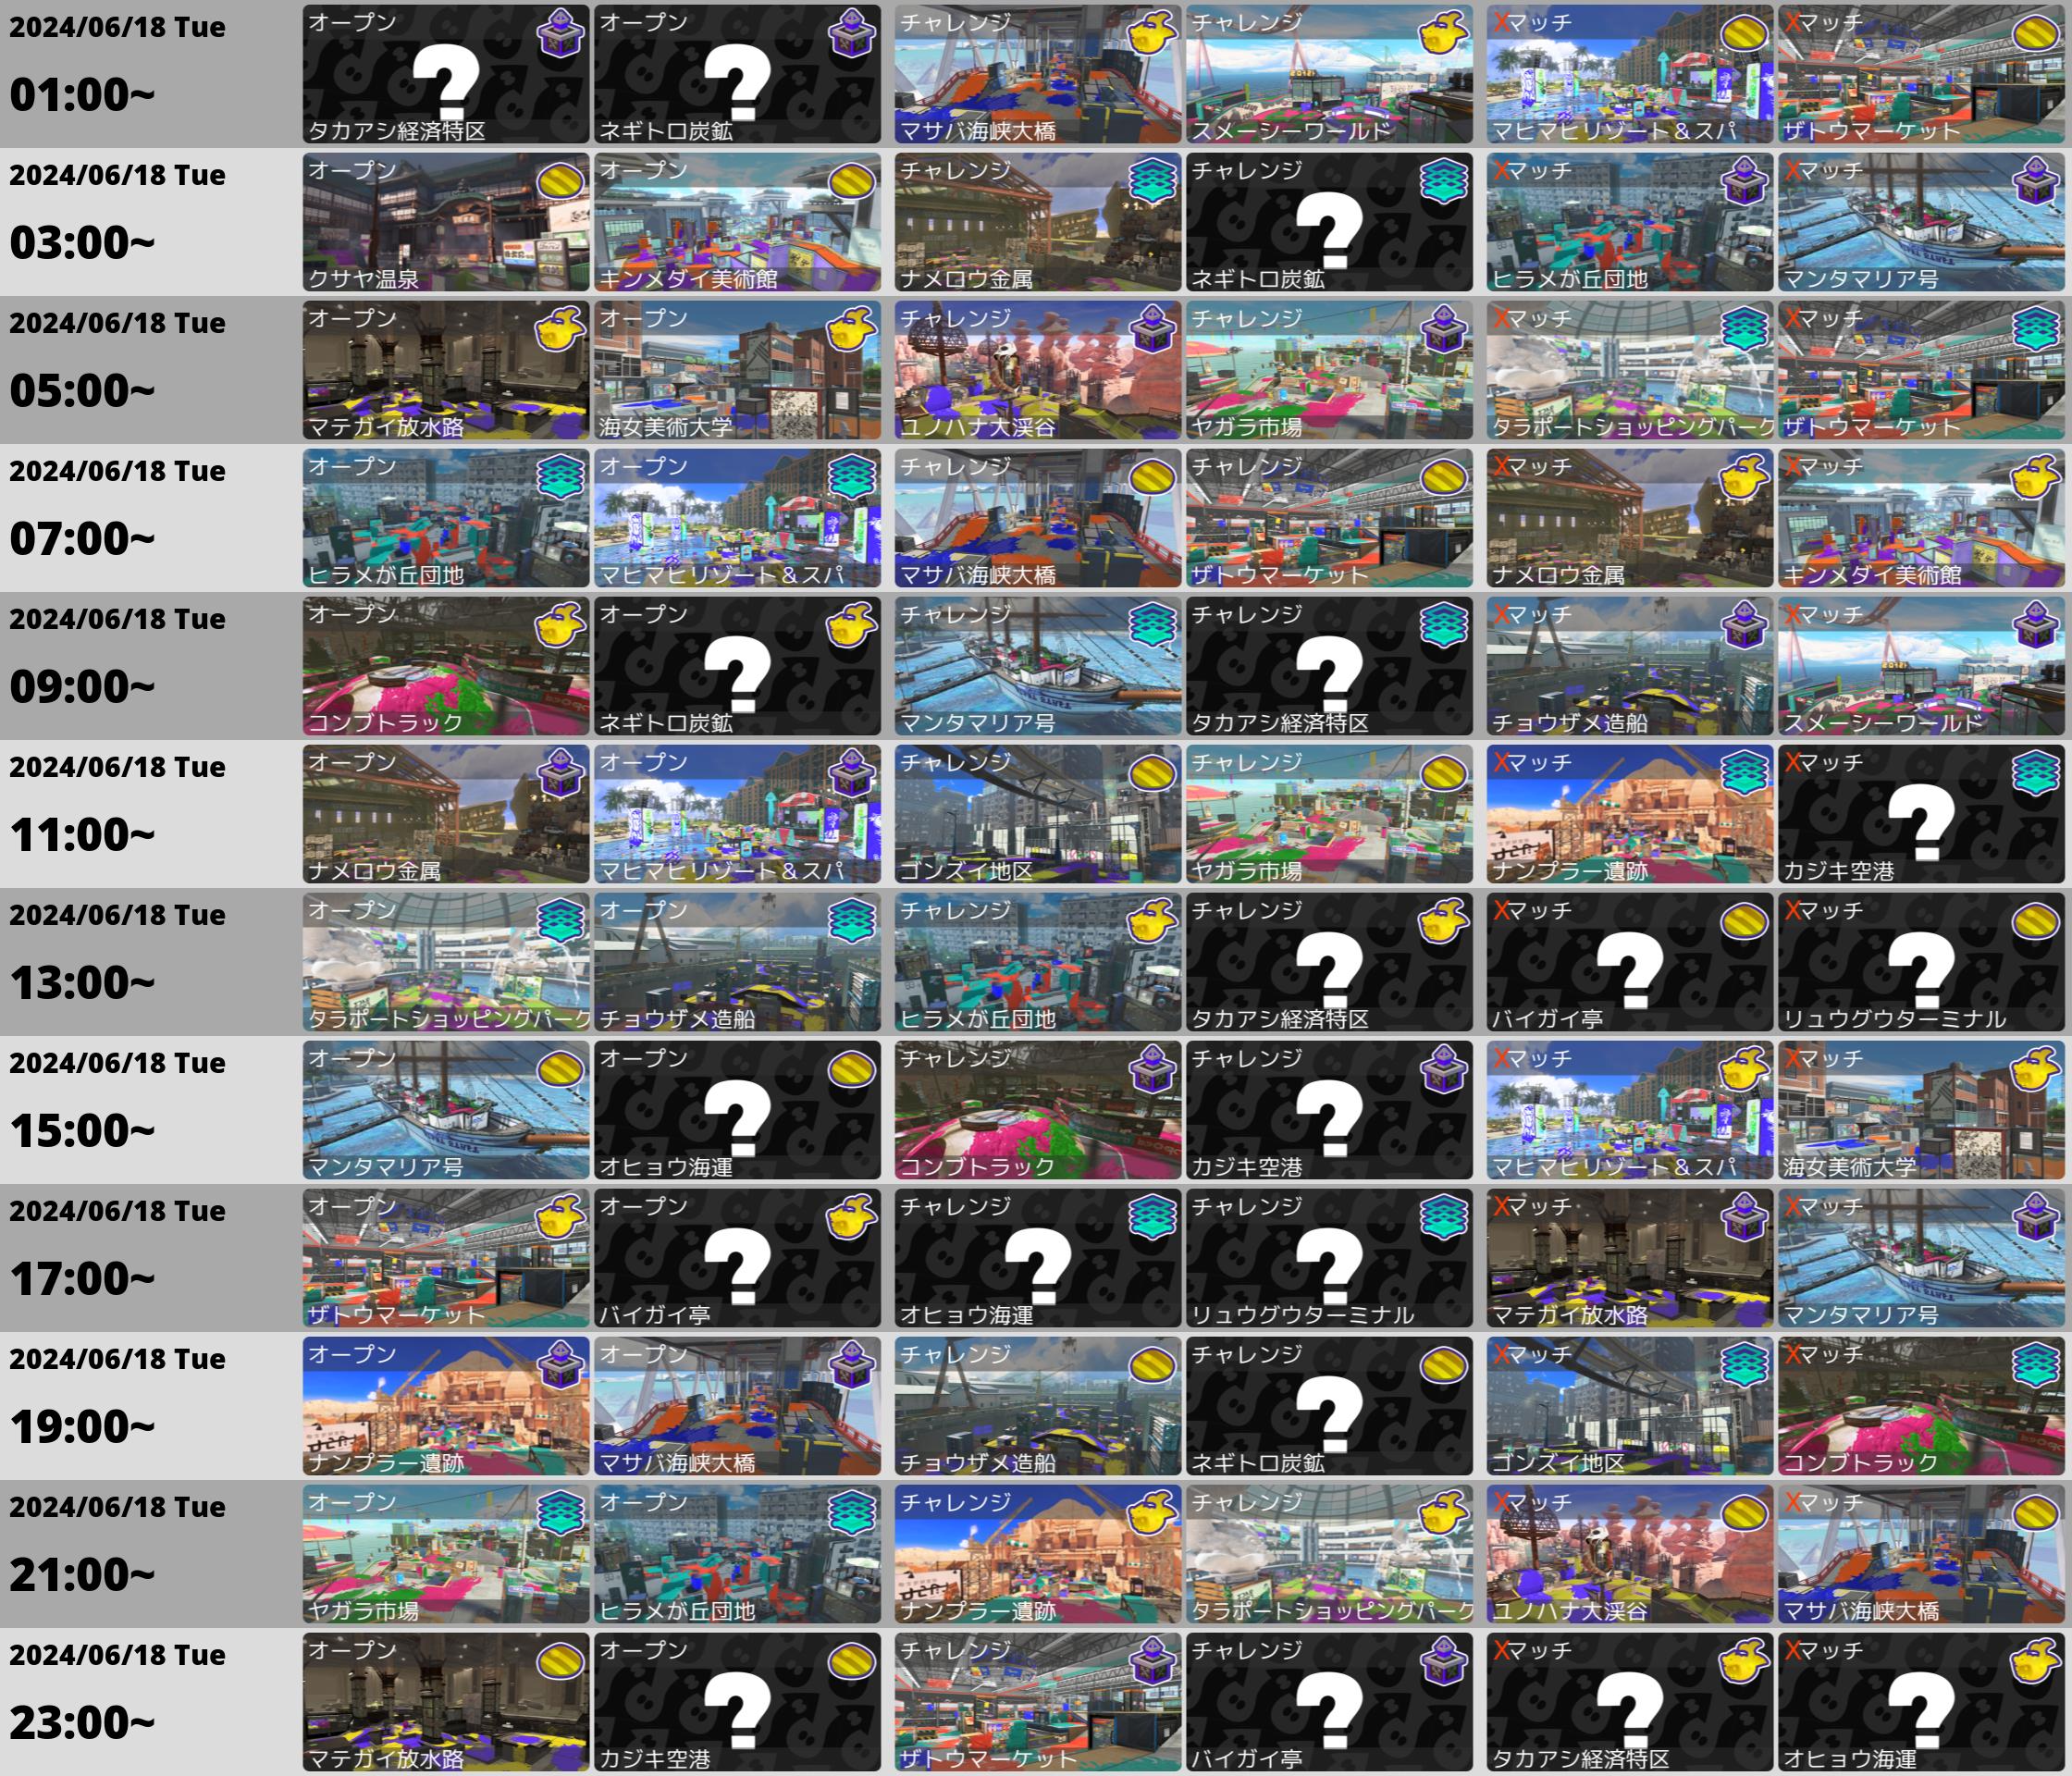 2024/06/18 Tue
01:00~
オープン
タカアシ経済特区
オープン
ネギトロ炭鉱
チャレンジ
マサバ海峡大橋
チャレンジ
スメーシーワールド
Xマッチ
マヒマヒリゾート＆スパ
Xマッチ
ザトウマーケット
2024/06/18 Tue
03:00~
オープン
クサヤ温泉
オープン
キンメダイ美術館
チャレンジ
ナメロウ金属
チャレンジ
ネギトロ炭鉱
Xマッチ
ヒラメが丘団地
Xマッチ
マンタマリア号
2024/06/18 Tue
05:00~
オープン
マテガイ放水路
オープン
海女美術大学
チャレンジ
ユノハナ大渓谷
チャレンジ
ヤガラ市場
Xマッチ
タラポートショッピングパーク
Xマッチ
ザトウマーケット
2024/06/18 Tue
07:00~
オープン
ヒラメが丘団地
オープン
マヒマヒリゾート＆スパ
チャレンジ
マサバ海峡大橋
チャレンジ
ザトウマーケット
Xマッチ
ナメロウ金属
Xマッチ
キンメダイ美術館
2024/06/18 Tue
09:00~
オープン
コンブトラック
オープン
ネギトロ炭鉱
チャレンジ
マンタマリア号
チャレンジ
タカアシ経済特区
Xマッチ
チョウザメ造船
Xマッチ
スメーシーワールド
2024/06/18 Tue
11:00~
オープン
ナメロウ金属
オープン
マヒマヒリゾート＆スパ
チャレンジ
ゴンズイ地区
チャレンジ
ヤガラ市場
Xマッチ
ナンプラー遺跡
Xマッチ
カジキ空港
2024/06/18 Tue
13:00~
オープン
タラポートショッピングパーク
オープン
チョウザメ造船
チャレンジ
ヒラメが丘団地
チャレンジ
タカアシ経済特区
Xマッチ
バイガイ亭
Xマッチ
リュウグウターミナル
2024/06/18 Tue
15:00~
オープン
マンタマリア号
オープン
オヒョウ海運
チャレンジ
コンブトラック
チャレンジ
カジキ空港
Xマッチ
マヒマヒリゾート＆スパ
Xマッチ
海女美術大学
2024/06/18 Tue
17:00~
オープン
ザトウマーケット
オープン
バイガイ亭
チャレンジ
オヒョウ海運
チャレンジ
リュウグウターミナル
Xマッチ
マテガイ放水路
Xマッチ
マンタマリア号
2024/06/18 Tue
19:00~
オープン
ナンプラー遺跡
オープン
マサバ海峡大橋
チャレンジ
チョウザメ造船
チャレンジ
ネギトロ炭鉱
Xマッチ
ゴンズイ地区
Xマッチ
コンブトラック
2024/06/18 Tue
21:00~
オープン
ヤガラ市場
オープン
ヒラメが丘団地
チャレンジ
ナンプラー遺跡
チャレンジ
タラポートショッピングパーク
Xマッチ
ユノハナ大渓谷
Xマッチ
マサバ海峡大橋
2024/06/18 Tue
23:00~
オープン
マテガイ放水路
オープン
カジキ空港
チャレンジ
ザトウマーケット
チャレンジ
バイガイ亭
Xマッチ
タカアシ経済特区
Xマッチ
オヒョウ海運